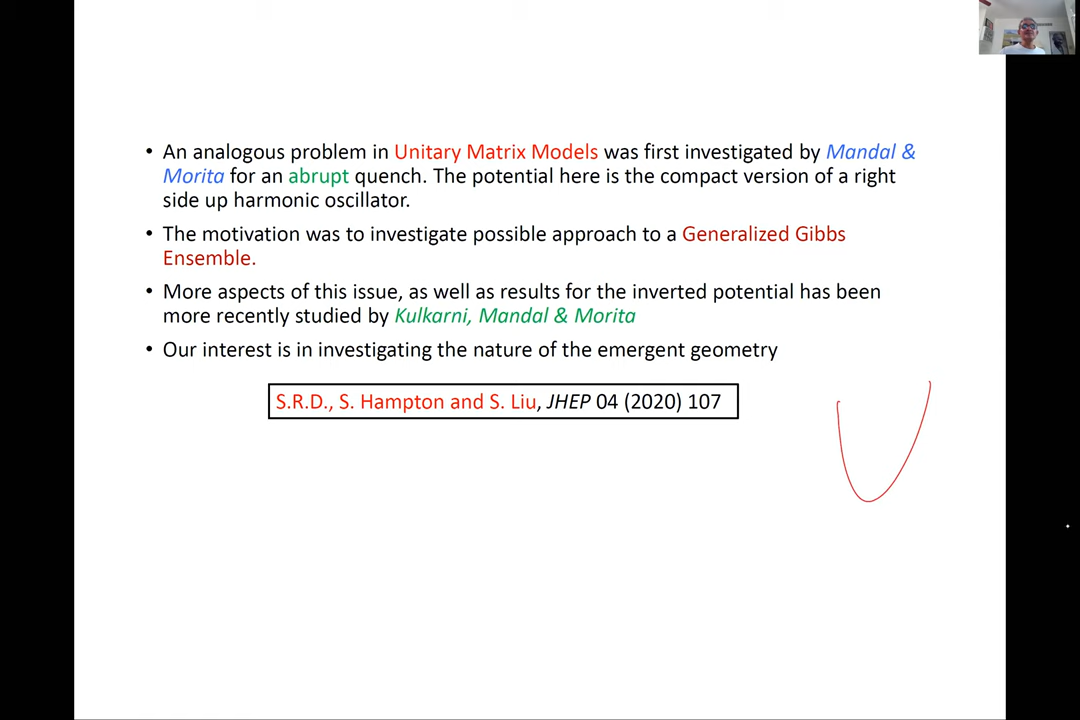 • An analogous problem in Unitary Matrix Models was first investigated by Mandal &
Morita for an abrupt quench. The potential here is the compact version of a right
side up harmonic oscillator.
• The motivation was to investigate possible approach to a Generalized Gibbs
Ensemble.
• More aspects of this issue, as well as results for the inverted potential has been
more recently studied by Kulkarni, Mandal & Morita
• Our interest is in investigating the nature of the emergent geometry
S.R.D., S. Hampton and S. Liu, JHEP 04 (2020) 107